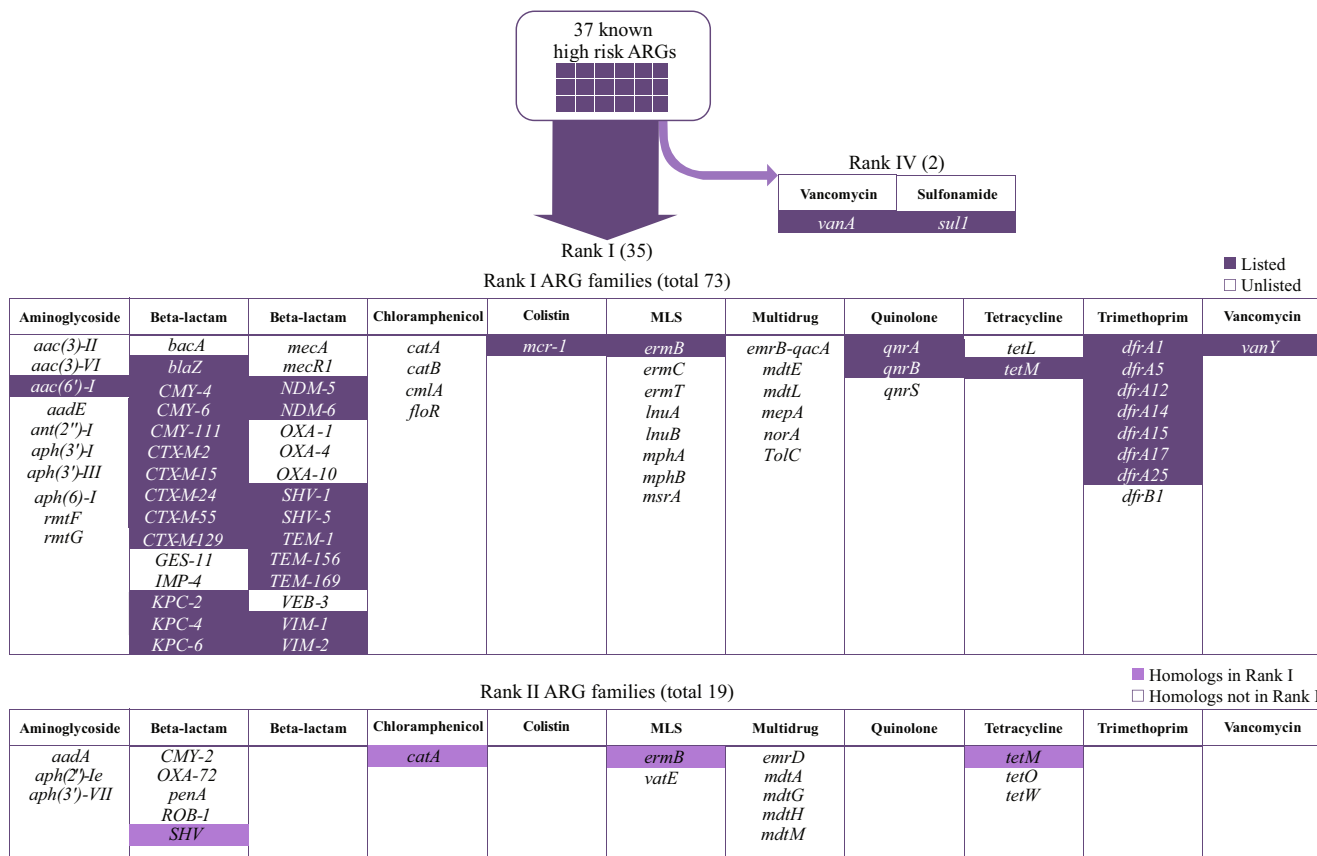 37 known
high risk ARGs
Rank IV (2)
Vancomycin Sulfonamide
vanA sul1
Rank I (35)
Rank I ARG families (total 73)
Listed
Unlisted
Aminoglycoside Beta-lactam Beta-lactam Chloramphenicol Colistin MLS Multidrug Quinolone Tetracycline Trimethoprim Vancomycin
aac(3)-II bacA mecA catA mcr-1 ermB emrB-qacA qnrA tetL dfrA1 vanY
aac(3)-VI blaZ mecR1 catB ermC mdtE qnrB tetM dfrA5
aac(6')-I CMY-4 NDM-5 cmlA ermT mdtL qnrS dfrA12
aadE CMY-6 NDM-6 floR lnuA mepA dfrA14
ant(2'')-I CMY-111 OXA-1 lnuB norA dfrA15
aph(3')-I CTX-M-2 OXA-4 mphA TolC dfrA17
aph(3')-III CTX-M-15 OXA-10 mphB dfrA25
aph(6)-I CTX-M-24 SHV-1 msrA dfrB1
rmtF CTX-M-55 SHV-5
rmtG CTX-M-129 TEM-1
GES-11 TEM-156
IMP-4 TEM-169
KPC-2 VEB-3
KPC-4 VIM-1
KPC-6 VIM-2
Homologs in Rank I
Rank II ARG families (total 19)
Homologs not in Rank I
Aminoglycoside Beta-lactam Beta-lactam Chloramphenicol Colistin MLS Multidrug Quinolone Tetracycline Trimethoprim Vancomycin
aadA CMY-2 catA ermB emrD tetM
aph(2'')-Ie OXA-72 vatE mdtA tetO
aph(3')-VII penA mdtG tetW
ROB-1 mdtH
SHV mdtM